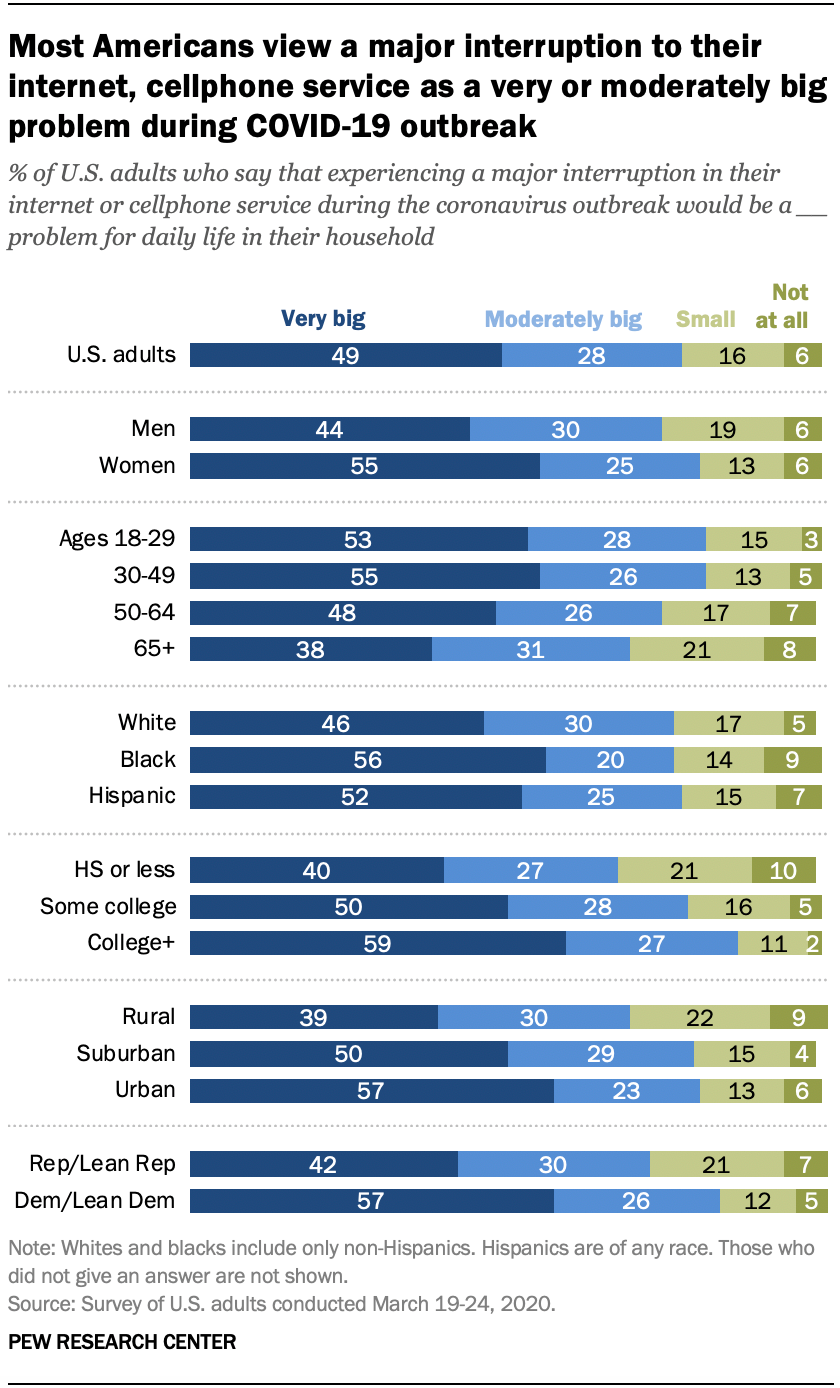 Most Americans view a major interruption to their
internet, cellphone service as a very or moderately big
problem during COVID-19 outbreak
% of U.S. adults who say that experiencing a major interruption in their
internet or cellphone service during the coronavirus outbreak would be a __
problem for daily life in their household
Very big Moderately big Small Not at all
U.S. adults 49 28 16 6
Men 44 30 19 6
Women 55 25 13 6
Ages 18-29 53 28 15 3
30-49 55 26 13 5
50-64 48 26 17 7
65+ 38 31 21 8
White 46 30 17 5
Black 56 20 14 9
Hispanic 52 25 15 7
HS or less 40 27 21 10
Some college 50 28 16 5
College+ 59 27 11 2
Rural 39 30 22 9
Suburban 50 29 15 4
Urban 57 23 13 6
Rep/Lean Rep 42 30 21 7
Dem/Lean Dem 57 26 12 5
Note: Whites and blacks include only non-Hispanics. Hispanics are of any race. Those who
did not give an answer are not shown.
Source: Survey of U.S. adults conducted March 19-24, 2020.
PEW RESEARCH CENTER